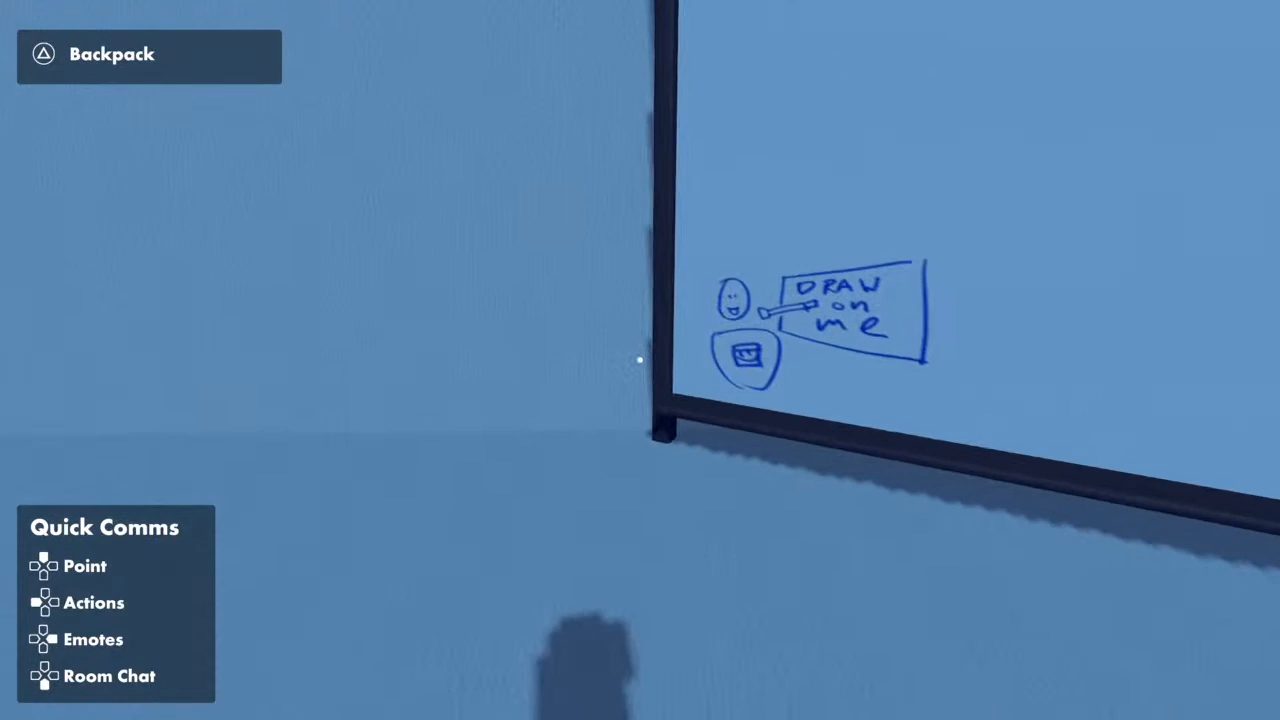 Backpack
DRAW
on
me
Quick Comms
Point
Actions
Emotes
Room Chat